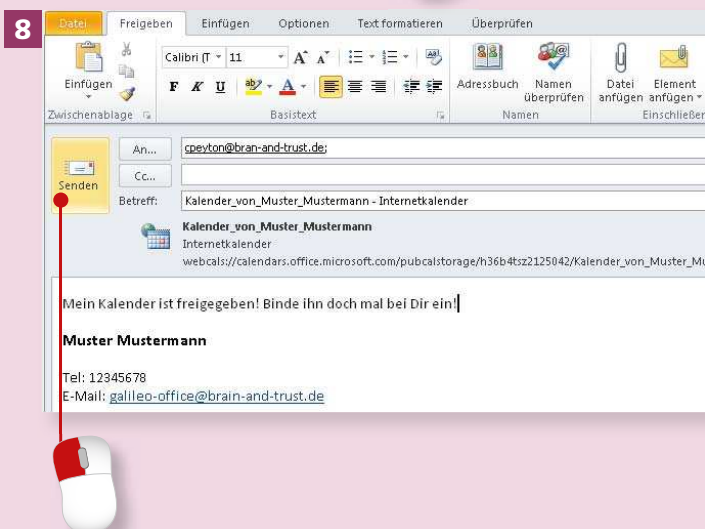 8
Datei Freigeben Einfügen Optionen Text formatieren Überprüfen
Calibri (T 11
F K U
Einfügen Adressbuch Namen überprüfen Datei anfügen Element anfügen
Zwischenablage Basistext Namen Einschließen
An... cpeyton@bran-and-trust.de;
Cc...
Senden
Betreff: Kalender_von_Muster_Mustermann - Internetkalender
Kalender_von_Muster_Mustermann
Internetkalender
webcals://calendars.office.microsoft.com/pubcalstorage/h36b4tsz2125042/Kalender_von_Muster_Mu
Mein Kalender ist freigegeben! Binde ihn doch mal bei Dir ein!
Muster Mustermann
Tel: 12345678
E-Mail: galileo-office@brain-and-trust.de